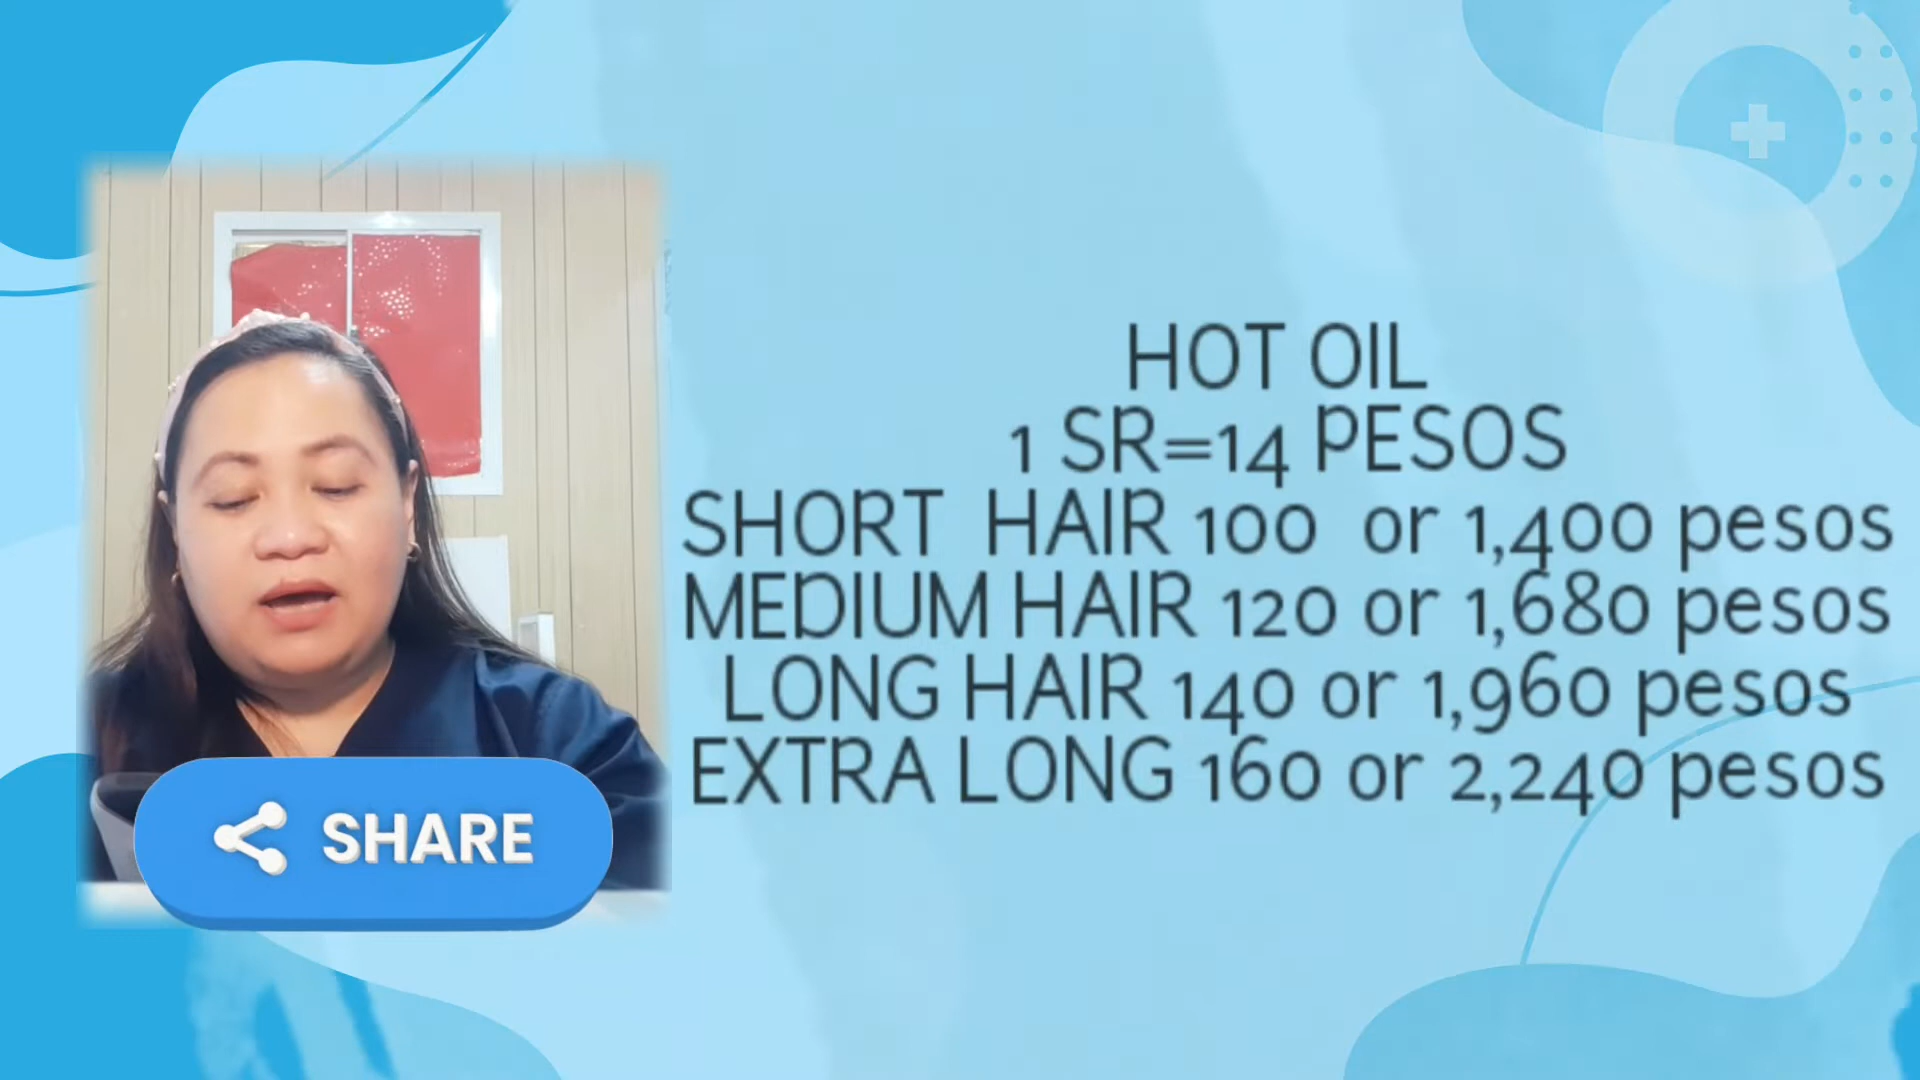 HOT OIL
1 SR=14 PESOS
SHORT HAIR 100 or 1,400 pesos
MEDIUM HAIR 120 or 1,680 pesos
LONG HAIR 140 or 1,960 pesos
EXTRA LONG 160 or 2,240 pesos
SHARE